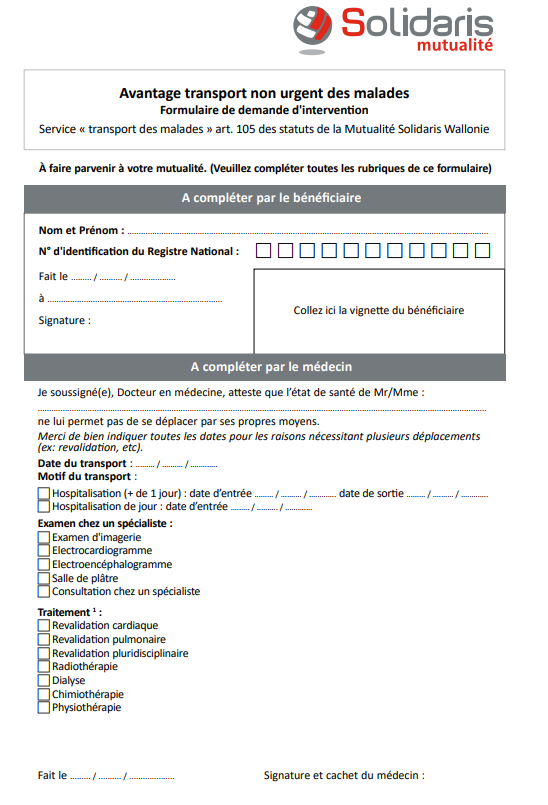 Solidaris
mutualité
Avantage transport non urgent des malades
Formulaire de demande d'intervention
Service « transport des malades » art. 105 des statuts de la Mutualité Solidaris Wallonie
À faire parvenir à votre mutualité. (Veuillez compléter toutes les rubriques de ce formulaire)
A compléter par le bénéficiaire
Nom et Prénom :
N° d'identification du Registre National :
Fait le ........ / ......... / ................
à
Signature :
Collez ici la vignette du bénéficiaire
A compléter par le médecin
Je soussigné(e), Docteur en médecine, atteste que l'état de santé de Mr/Mme :
ne lui permet pas de se déplacer par ses propres moyens.
Merci de bien indiquer toutes les dates pour les raisons nécessitant plusieurs déplacements
(ex: revalidation, etc).
Date du transport : ....... / ......... / ..........
Motif du transport :
Hospitalisation (+ de 1 jour) : date d'entrée ....... / ........ / .......... date de sortie ....... / ........ / ..........
Hospitalisation de jour : date d'entrée ....... / ........ / ..........
Examen chez un spécialiste :
Examen d'imagerie
Electrocardiogramme
Electroencéphalogramme
Salle de plâtre
Consultation chez un spécialiste
Traitement ¹ :
Revalidation cardiaque
Revalidation pulmonaire
Revalidation pluridisciplinaire
Radiothérapie
Dialyse
Chimiothérapie
Physiothérapie
Fait le ........ / ......... / ................
Signature et cachet du médecin :